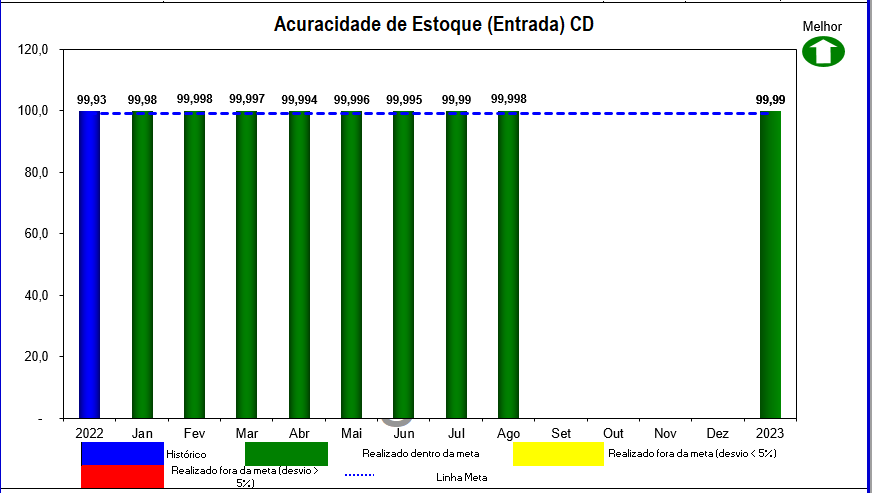 Acuracidade de Estoque (Entrada) CD
Melhor
120,0
99,93 99,98 99,998 99,997 99,994 99,996 99,995 99,99 99,998 99,99
100,0
80,0
60,0
40,0
20,0
-
2022 Jan Fev Mar Abr Mai Jun Jul Ago Set Out Nov Dez 2023
Histórico Realizado dentro da meta Realizado fora da meta (desvio < 5%)
Realizado fora da meta (desvio >
5%)
Linha Meta